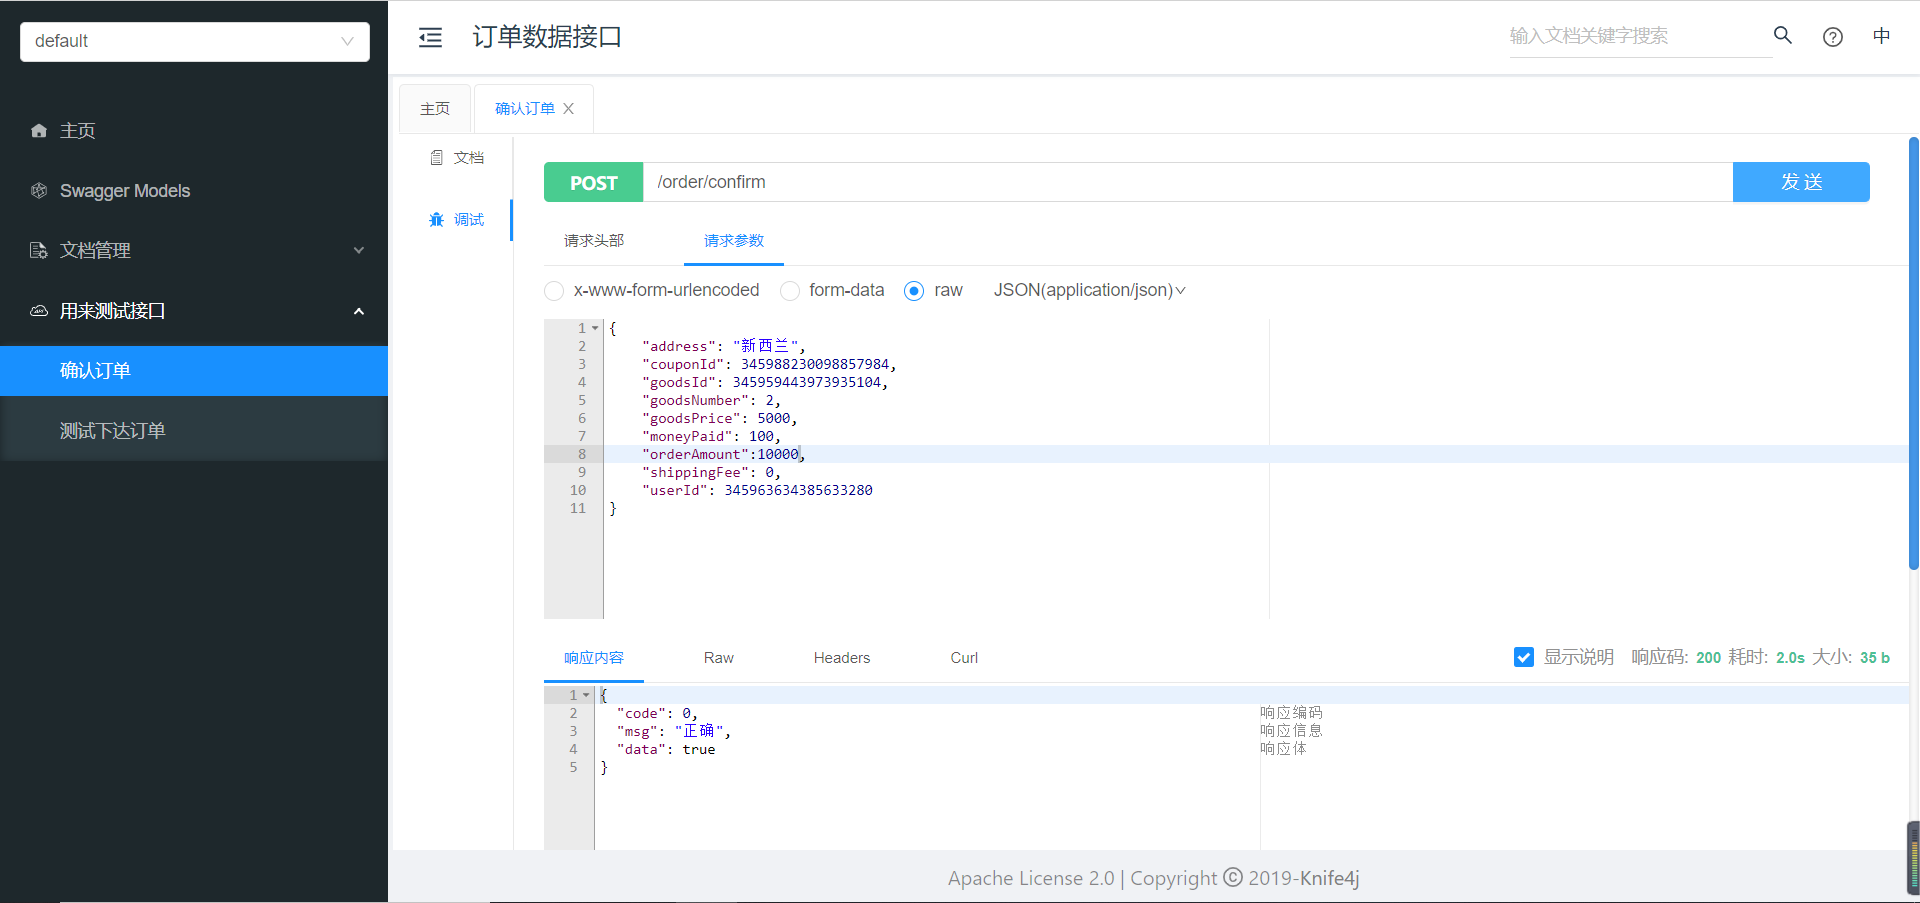 default
订单数据接口
输入文档关键字搜索
中
主页
Swagger Models
文档管理
用来测试接口
确认订单
测试下达订单
主页
确认订单
文档
调试
POST
/order/confirm
发 送
请求头部
请求参数
x-www-form-urlencoded
form-data
raw
JSON(application/json)
1 {
2 "address": "新西兰",
3 "couponId": 345988230098857984,
4 "goodsId": 345959443973935104,
5 "goodsNumber": 2,
6 "goodsPrice": 5000,
7 "moneyPaid": 100,
8 "orderAmount":10000,
9 "shippingFee": 0,
10 "userId": 345963634385633280
11 }
响应内容
Raw
Headers
Curl
显示说明 响应码: 200 耗时: 2.0s 大小: 35 b
1 {
2 "code": 0, 响应编码
3 "msg": "正确", 响应信息
4 "data": true 响应体
5 }
Apache License 2.0 | Copyright © 2019-Knife4j